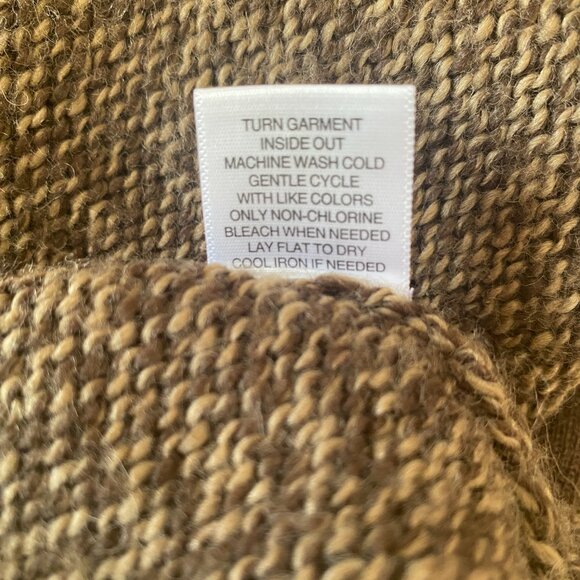 TURN GARMENT
INSIDE OUT
MACHINE WASH COLD
GENTLE CYCLE
WITH LIKE COLORS
ONLY NON-CHLORINE
BLEACH WHEN NEEDED
LAY FLAT TO DRY
COOL IRON IF NEEDED